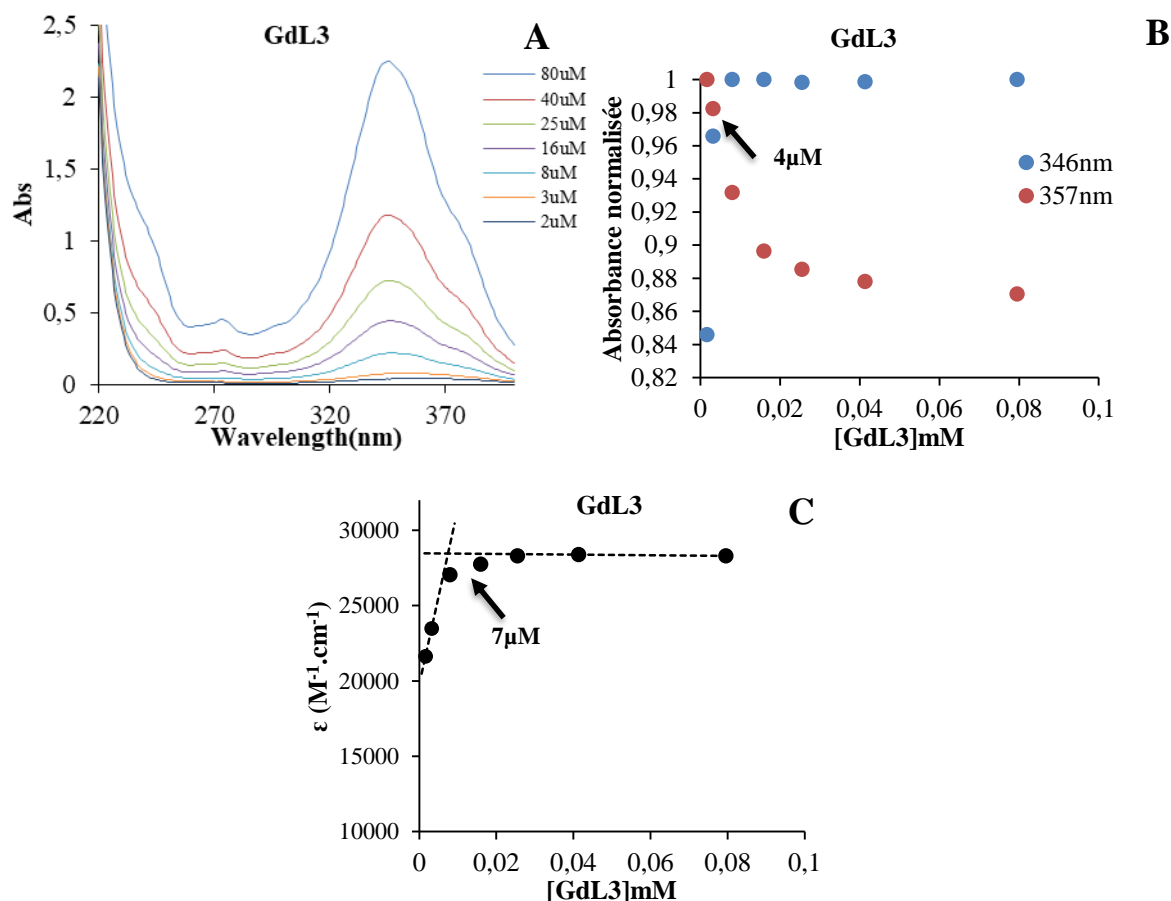 GdL3
A
2,5
2
1,5
1
0,5
0
Abs
220
270
320
370
Wavelength(nm)
80uM
40uM
25uM
16uM
8uM
3uM
2uM
GdL3
B
Absorbance normalisée
1
0,98
0,96
0,94
0,92
0,9
0,88
0,86
0,84
0,82
4µM
346nm
357nm
0
0,02
0,04
0,06
0,08
0,1
[GdL3]mM
GdL3
C
30000
25000
20000
15000
10000
ε (M⁻¹.cm⁻¹)
7µM
0
0,02
0,04
0,06
0,08
0,1
[GdL3]mM